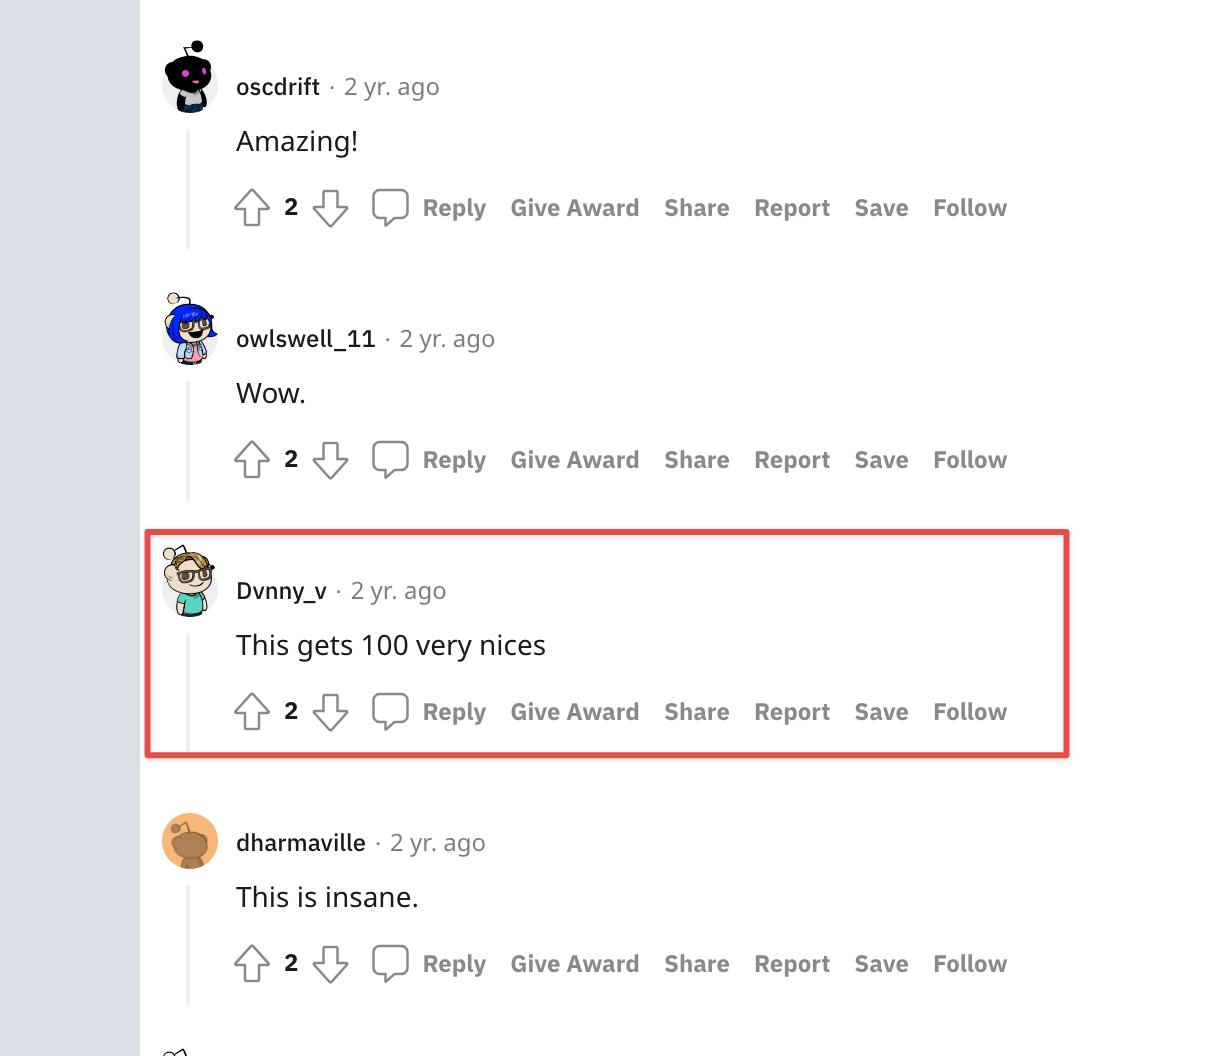 oscdrift · 2 yr. ago
Amazing!
2 Reply Give Award Share Report Save Follow
owlswell_11 · 2 yr. ago
Wow.
2 Reply Give Award Share Report Save Follow
Dvnny_v · 2 yr. ago
This gets 100 very nices
2 Reply Give Award Share Report Save Follow
dharmaville · 2 yr. ago
This is insane.
2 Reply Give Award Share Report Save Follow